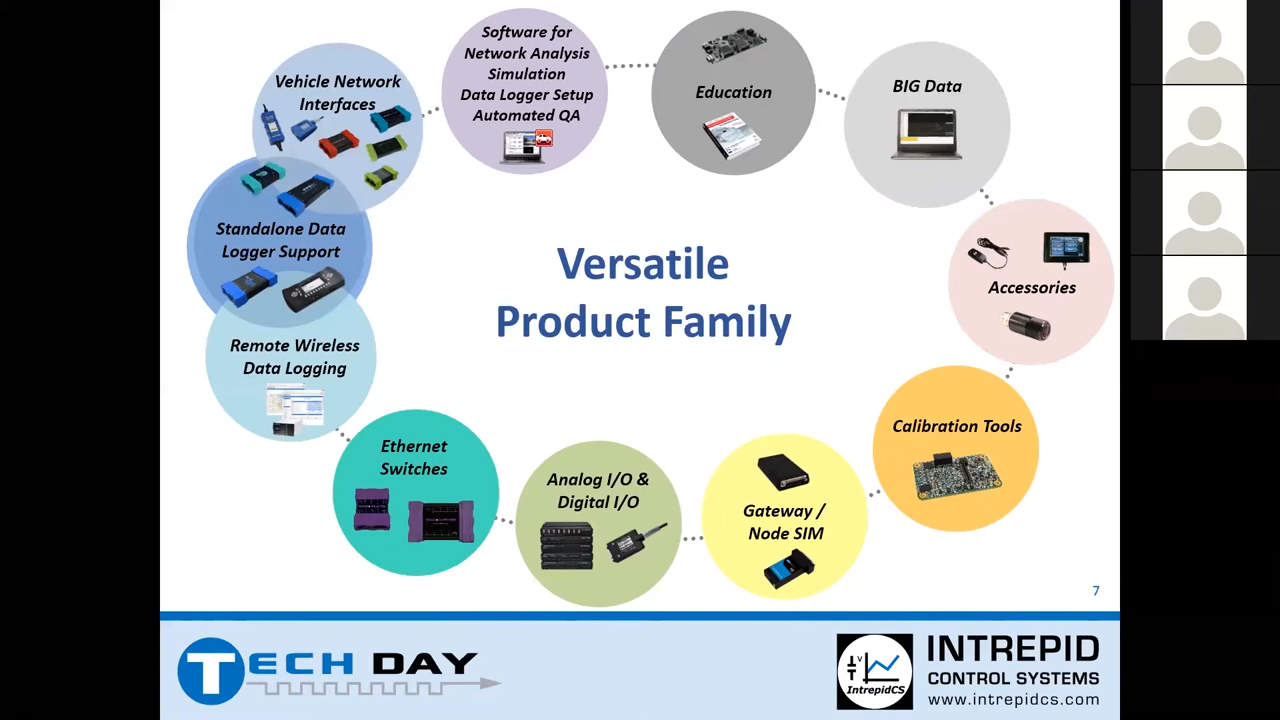 Software for
Network Analysis
Simulation
Data Logger Setup
Automated QA
Education
BIG Data
Vehicle Network
Interfaces
Standalone Data
Logger Support
Versatile
Product Family
Accessories
Remote Wireless
Data Logging
Calibration Tools
Ethernet
Switches
Analog I/O &
Digital I/O
Gateway /
Node SIM
7
TECH DAY
V
IntrepidCS
INTREPID
CONTROL SYSTEMS
www.intrepidcs.com